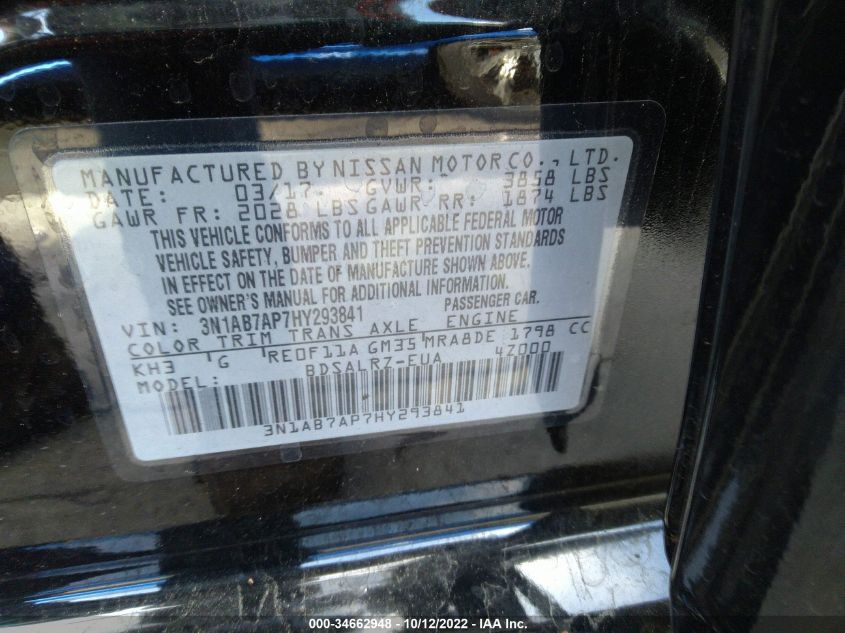 MANUFACTURED BY NISSAN MOTOR CO., LTD.
DATE: 03/17 GVWR: 3858 LBS
GAWR FR: 2028 LBS GAWR RR: 1874 LBS
THIS VEHICLE CONFORMS TO ALL APPLICABLE FEDERAL MOTOR
VEHICLE SAFETY, BUMPER AND THEFT PREVENTION STANDARDS
IN EFFECT ON THE DATE OF MANUFACTURE SHOWN ABOVE.
SEE OWNER'S MANUAL FOR ADDITIONAL INFORMATION.
VIN: 3N1AB7AP7HY293841 PASSENGER CAR.
COLOR TRIM TRANS AXLE ENGINE
KH3 G RE0F11A GM35 MRA8DE 1798 CC
MODEL: BDSALRZ-EUA 4Z000
3N1AB7AP7HY293841
000-34662948 - 10/12/2022 - IAA Inc.